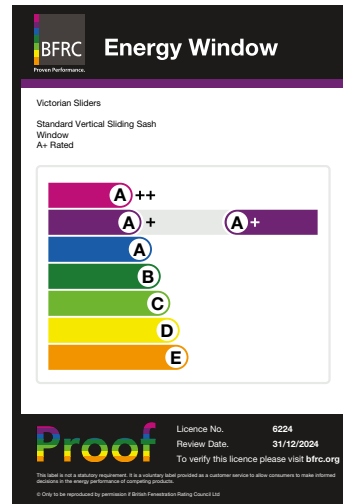 BFRC
Proven Performance.
Energy Window
Victorian Sliders
Standard Vertical Sliding Sash
Window
A+ Rated
A ++
A +
A +
A
B
C
D
E
Proof
Licence No. 6224
Review Date. 31/12/2024
To verify this licence please visit bfrc.org
This label is not a statutory requirement. It is a voluntary label provided as a customer service to allow consumers to make informed
decisions in the energy performance of competing products.
© Only to be reproduced by permission if British Fenestration Rating Council Ltd